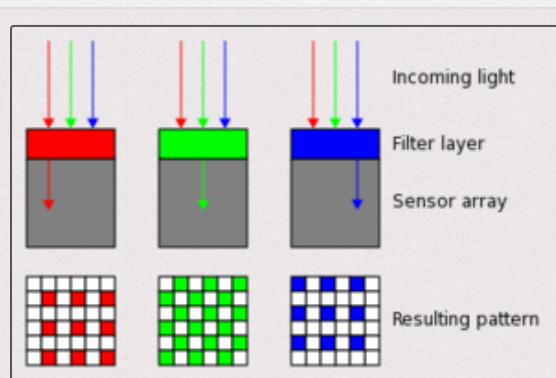 Incoming light
Filter layer
Sensor array
Resulting pattern